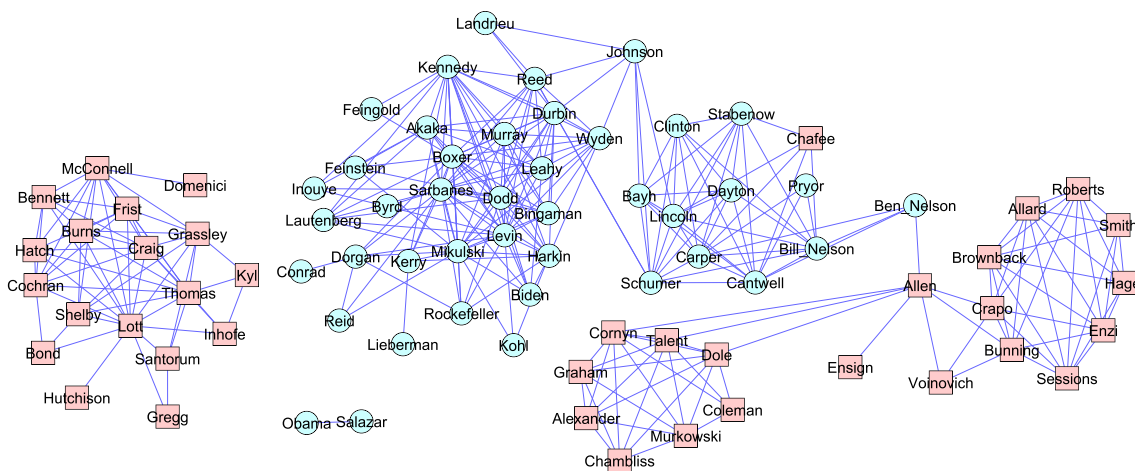 Landrieu
Johnson
Kennedy
Reed
Feingold
Durbin
Stabenow
Akaka
Murray
Clinton
Wyden
Chafee
Boxer
McConnell
Feinstein
Leahy
Domenici
Inouye
Sarbanes
Dayton
Pryor
Roberts
Bennett
Bayh
Dodd
Frist
Byrd
Bingaman
Lincoln
Ben_Nelson
Allard
Lautenberg
Smith
Burns
Grassley
Levin
Craig
Hatch
Mikulski
Bill_Nelson
Brownback
Dorgan
Kerry
Harkin
Carper
Conrad
Kyl
Cochran
Schumer
Cantwell
Allen
Hage
Thomas
Biden
Crapo
Shelby
Rockefeller
Reid
Lott
Inhofe
Enzi
Cornyn
Talent
Lieberman
Kohl
Bond
Santorum
Dole
Bunning
Graham
Ensign
Voinovich
Sessions
Hutchison
Coleman
Gregg
Obama
Salazar
Alexander
Murkowski
Chambliss